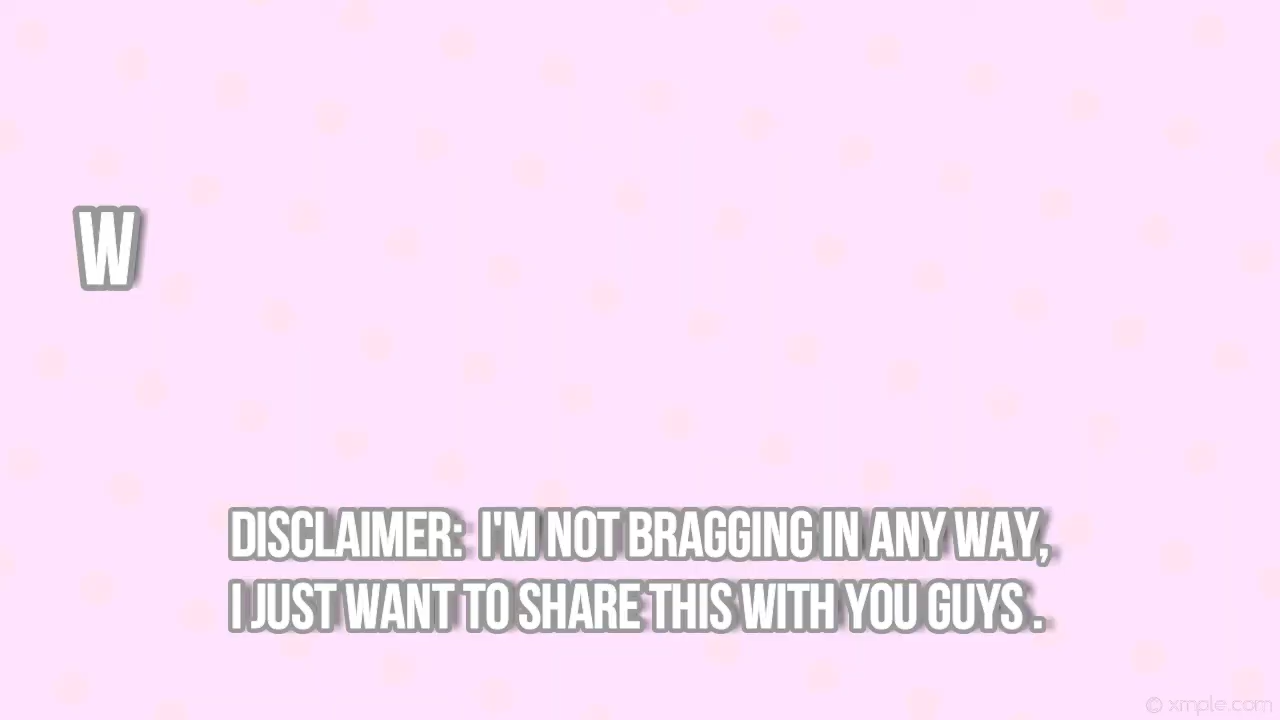 W
DISCLAIMER: I'M NOT BRAGGING IN ANY WAY,
I JUST WANT TO SHARE THIS WITH YOU GUYS .
© xmple.com